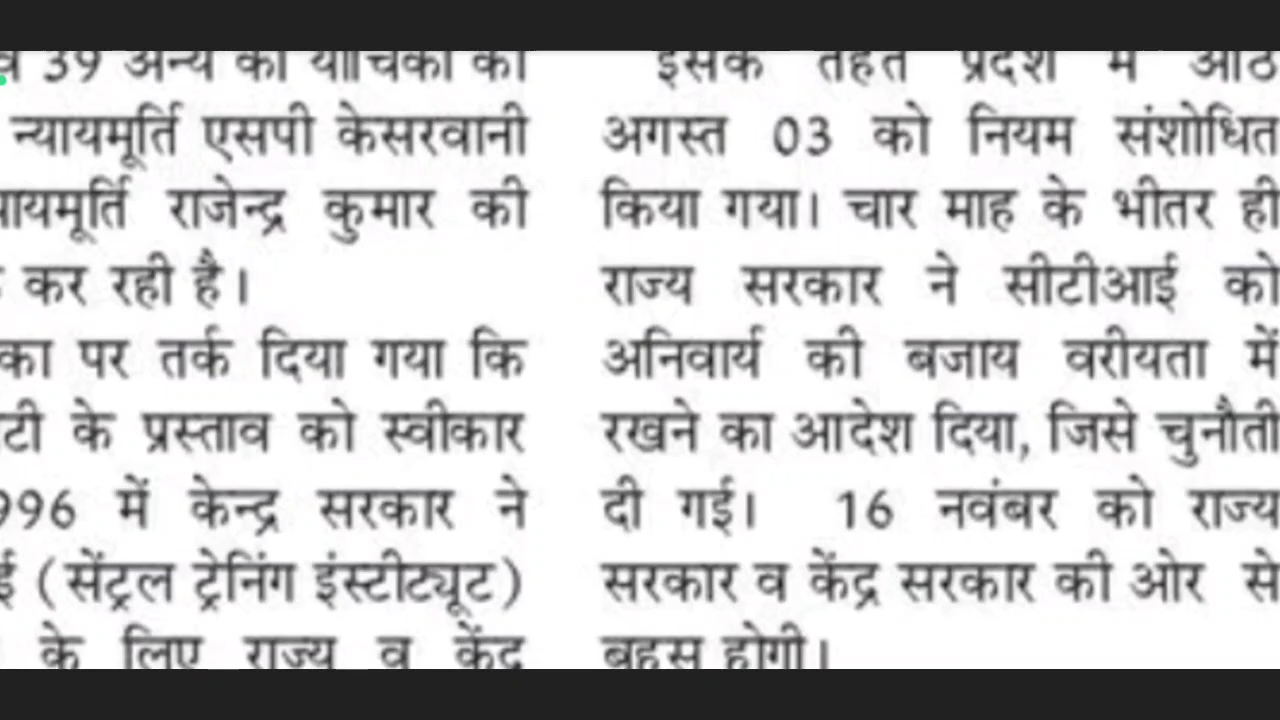 39 अन्य की याचिका की
न्यायमूर्ति एसपी केसरवानी
राजेन्द्र कुमार की
कर रही है।
पर तर्क दिया गया कि
के प्रस्ताव को स्वीकार
में केन्द्र सरकार ने
(सेंट्रल ट्रेनिंग इंस्टीट्यूट)
के लिए राज्य व केंद्र
इसके तहत प्रदेश में आठ
अगस्त 03 को नियम संशोधित
किया गया। चार माह के भीतर ही
राज्य सरकार ने सीटीआई को
अनिवार्य की बजाय वरीयता में
रखने का आदेश दिया, जिसे चुनौती
दी गई। 16 नवंबर को राज्य
सरकार व केंद्र सरकार की ओर से
बहस होगी।